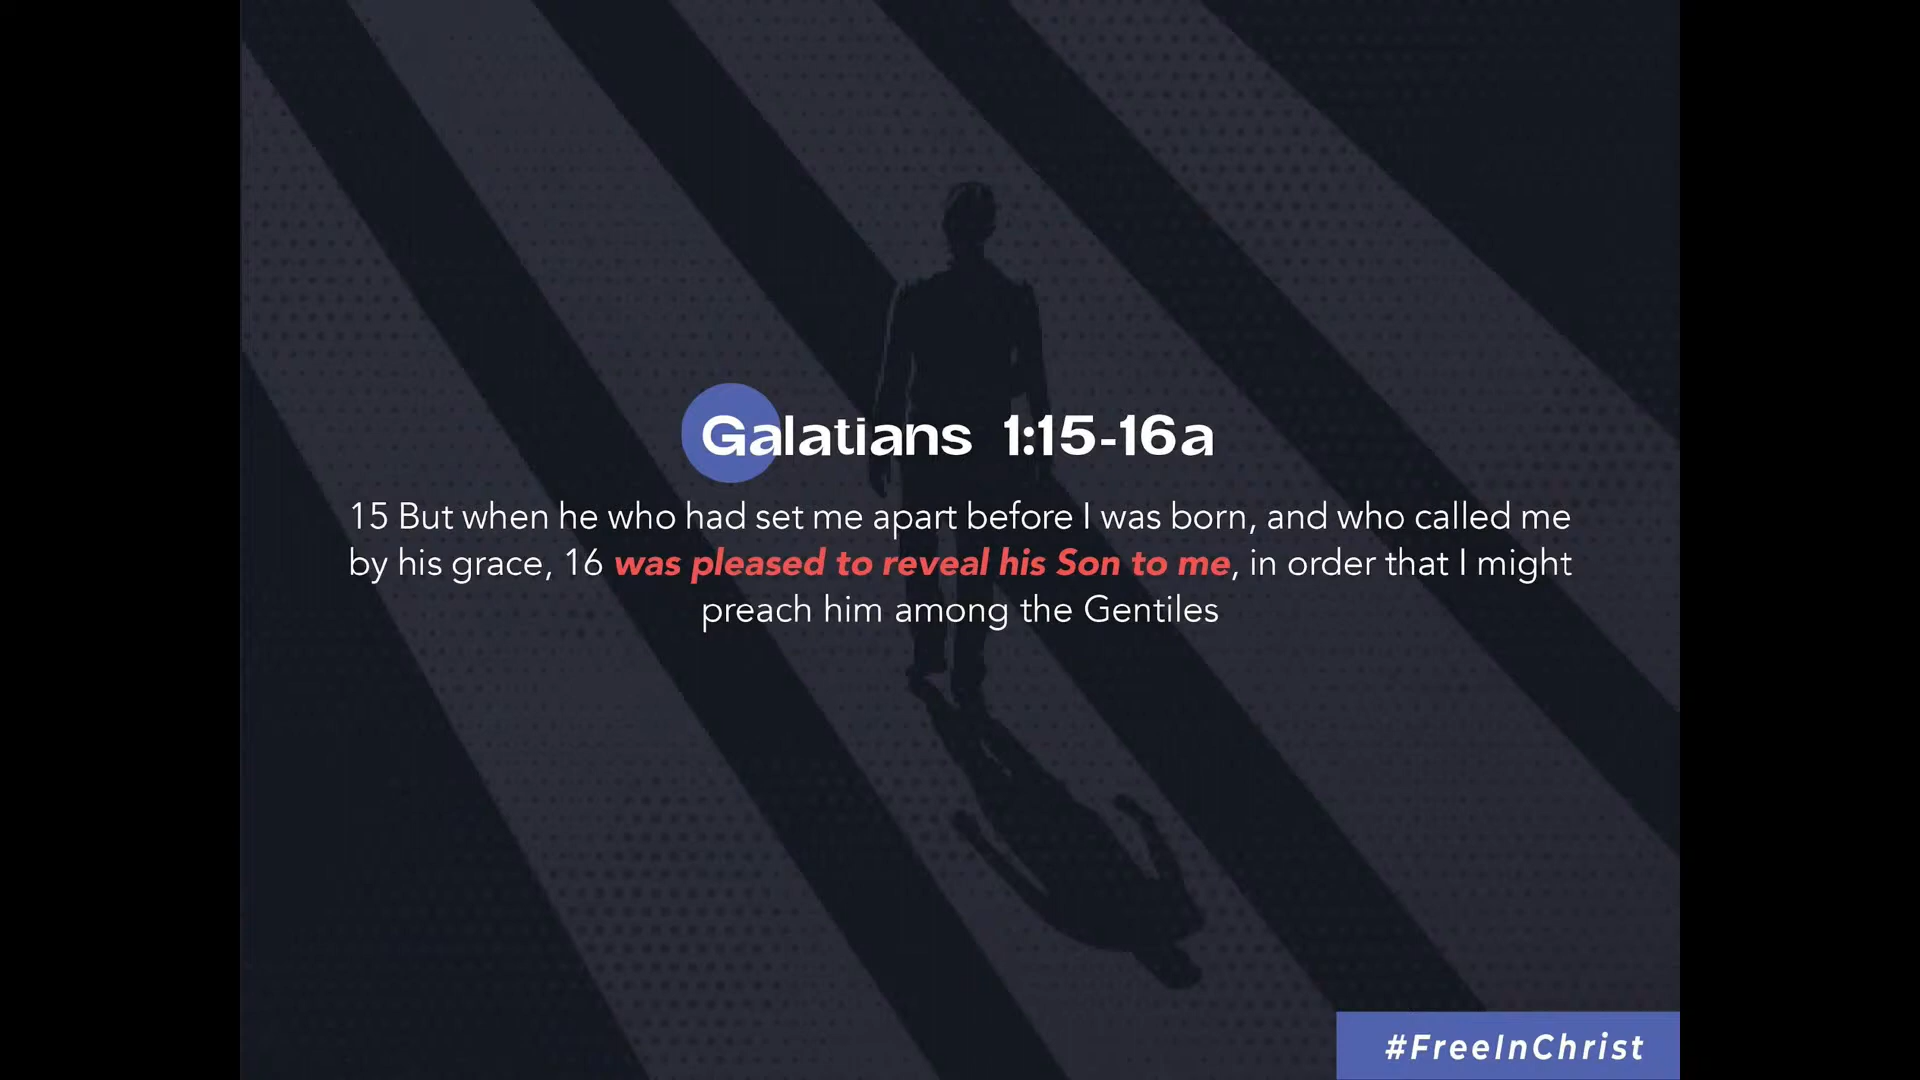 Galatians 1:15-16a
15 But when he who had set me apart before I was born, and who called me
by his grace, 16 was pleased to reveal his Son to me, in order that I might
preach him among the Gentiles
#FreeInChrist